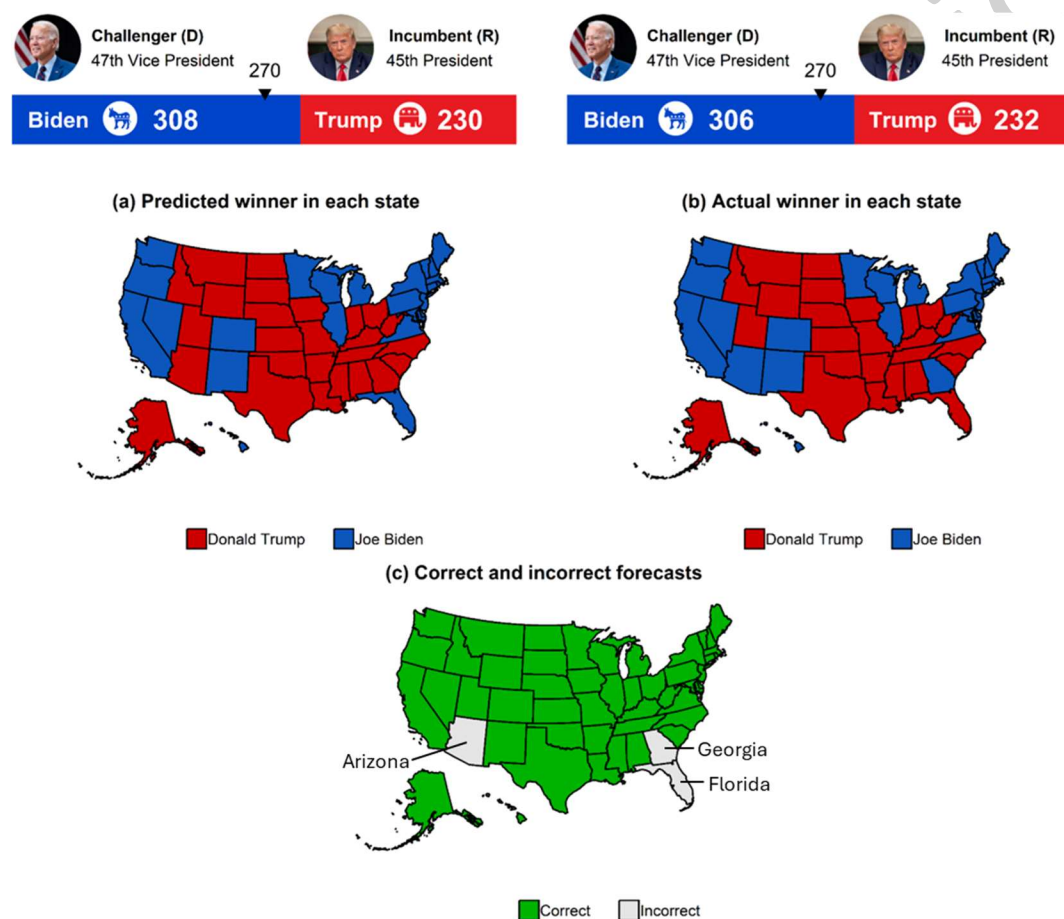 Challenger (D)
47th Vice President
Incumbent (R)
45th President
270
Biden 308
Trump 230
Challenger (D)
47th Vice President
Incumbent (R)
45th President
270
Biden 306
Trump 232
(a) Predicted winner in each state
(b) Actual winner in each state
Donald Trump
Joe Biden
Donald Trump
Joe Biden
(c) Correct and incorrect forecasts
Arizona
Georgia
Florida
Correct
Incorrect